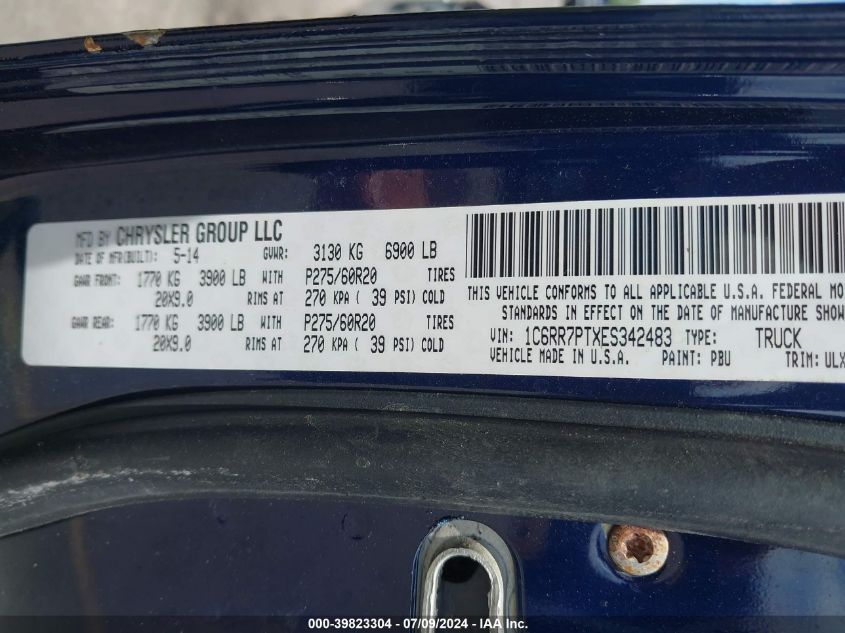 MFD BY CHRYSLER GROUP LLC
DATE OF MFR(BUILT): 5-14 GVWR: 3130 KG 6900 LB
GAWR FRONT: 1770 KG 3900 LB WITH P275/60R20 TIRES
20X9.0 RIMS AT 270 KPA ( 39 PSI) COLD
GAWR REAR: 1770 KG 3900 LB WITH P275/60R20 TIRES
20X9.0 RIMS AT 270 KPA ( 39 PSI) COLD
THIS VEHICLE CONFORMS TO ALL APPLICABLE U.S.A. FEDERAL MO
STANDARDS IN EFFECT ON THE DATE OF MANUFACTURE SHOW
VIN: 1C6RR7PTXES342483 TYPE: TRUCK
VEHICLE MADE IN U.S.A. PAINT: PBU TRIM: ULX
000-39823304 / 07/09/2024 - IAA Inc.